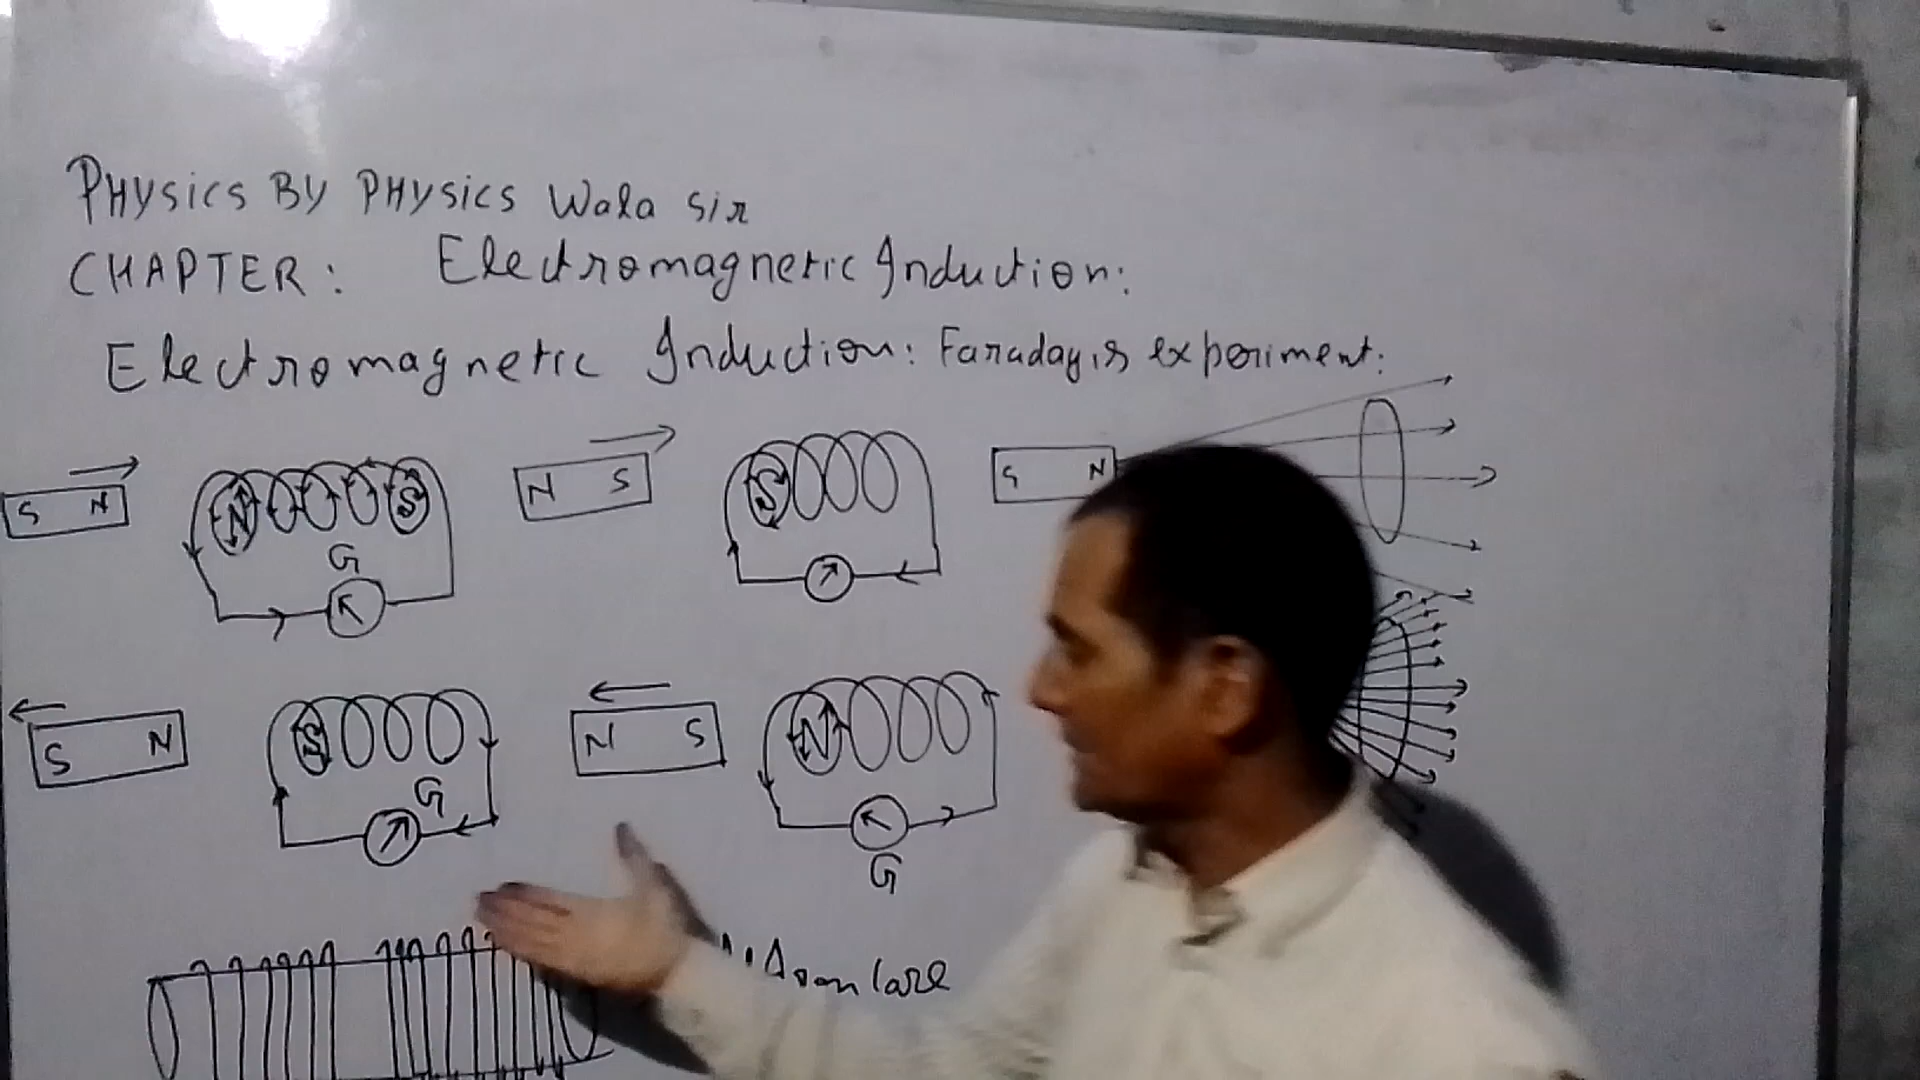 PHYSICS BY PHYSICS Wala Sir
CHAPTER: Electromagnetic Induction:
Electromagnetic Induction: Faraday's experiment:
S N
N S
S N
N S
S
G
S N
N S
S
N
G
G